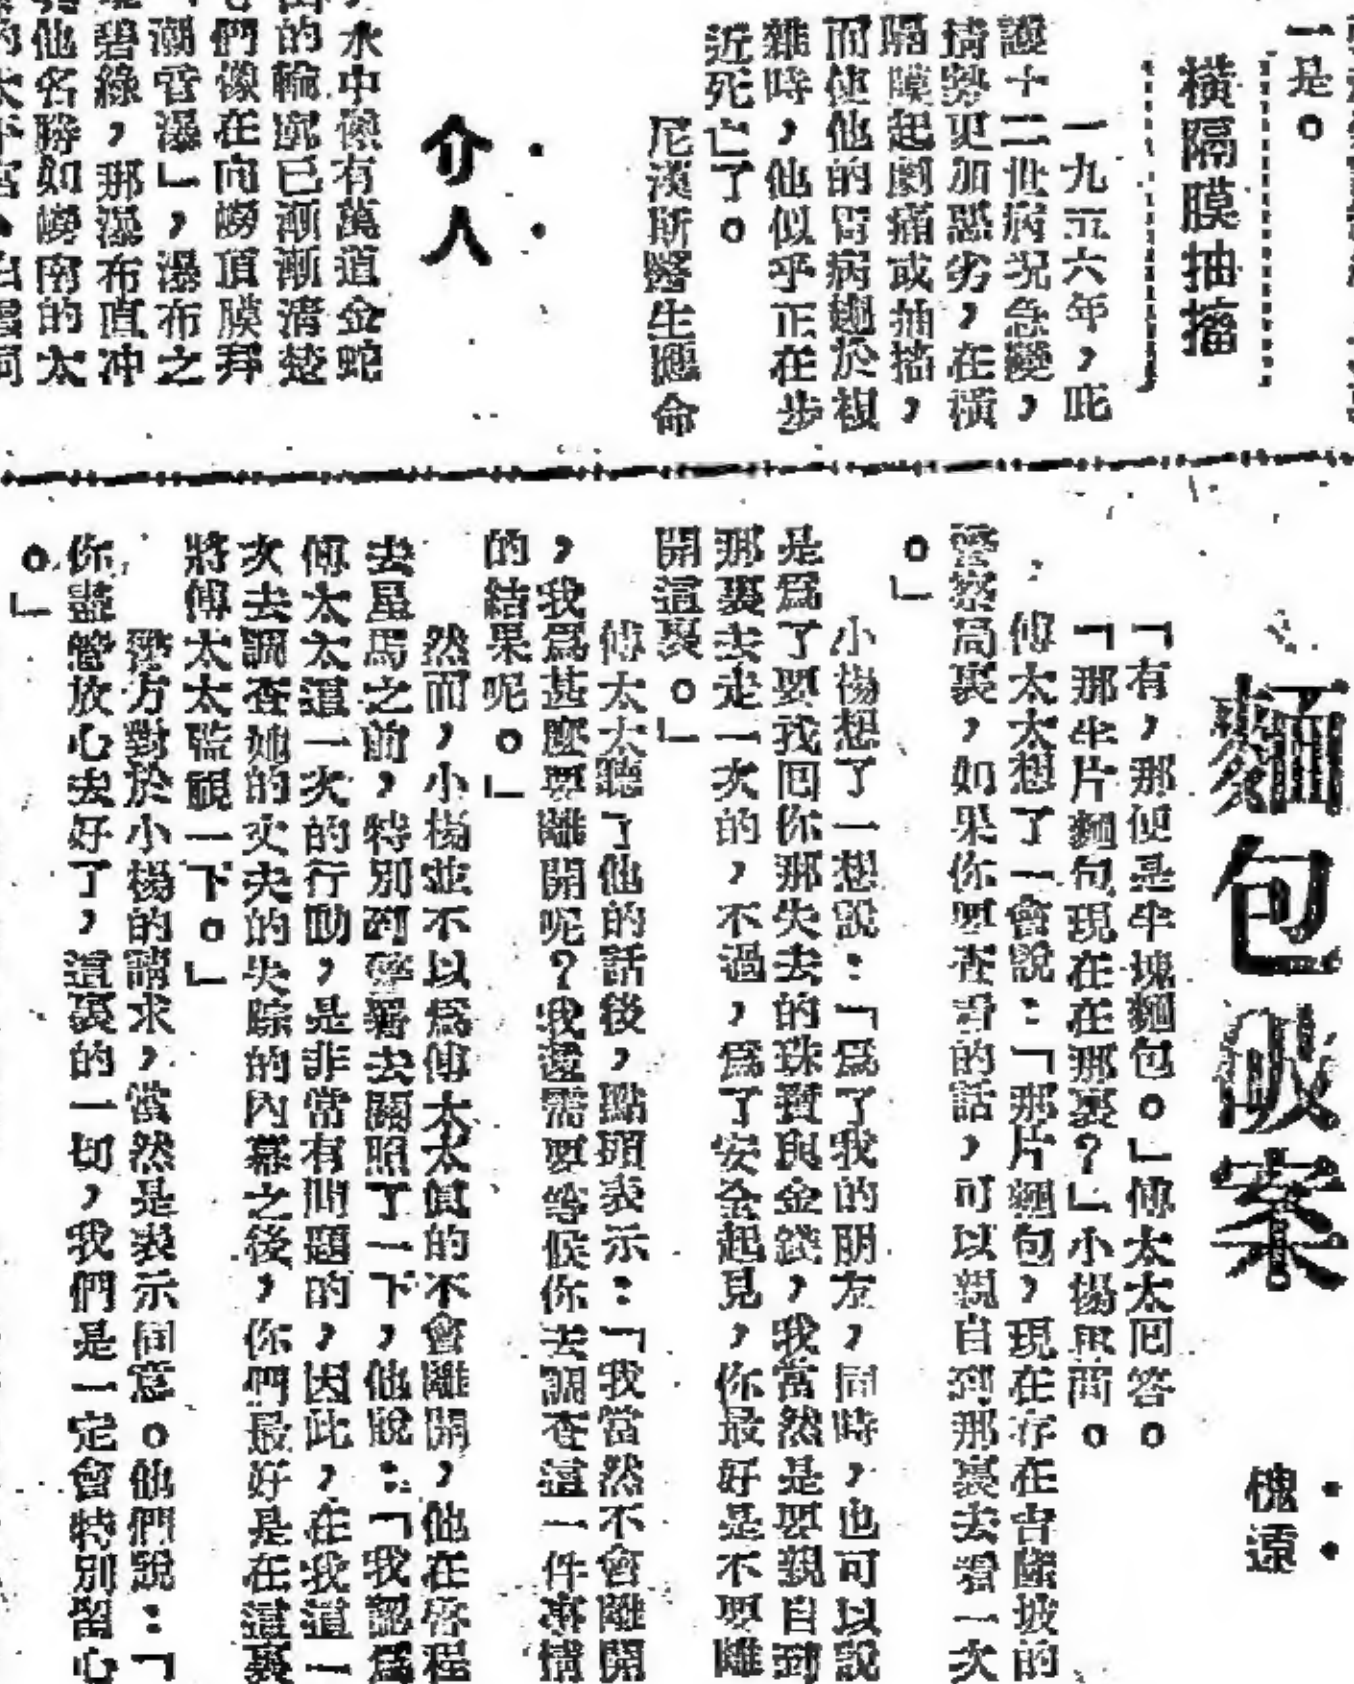 一是。
橫隔膜抽搐
一九五六年,庇
護十二世病况急變,
情勢更加惡劣,在橫
隔膜起劇痛或抽搐,
而使他的胃病趨於複
雜時,他似乎正在步
近死亡了。
尼漢斯醫生應命
介人
水中像有萬道金蛇
的輪廓已漸漸清楚
們像在向嶗頂膜拜
潮音瀑」,瀑布之
碧綠,那瀑布直冲
他名勝如嶗南的太
麵包破案
槐遠
「有,那便是半塊麵包。」傅太太囘答。
「那半片麵包現在在那裏?」小楊再問。
傅太太想了一會說:「那片麵包,現在存在吉隆坡的
警察局裏,如果你要查看的話,可以親自到那裏去看一次
。」
小楊想了一想說:「爲了我的朋友,同時,也可以說
是爲了要找囘你那失去的珠寶與金錢,我當然是要親自到
那裏去走一次的,不過,爲了安全起見,你最好是不要離
開這裏。」
傅太太聽了他的話後,點頭表示:「我當然不會離開
,我爲甚麼要離開呢?我還需要等候你去調查這一件事情
的結果呢。」
然而,小楊並不以爲傅太太真的不會離開,他在啓程
去星馬之前,特別到警署去關照了一下,他說:「我認爲
傅太太這一次的行動,是非常有問題的,因此,在我這一
次去調查她的丈夫的失踪的內幕之後,你們最好是在這裏
將傅太太監視一下。」
警方對於小楊的請求,當然是表示同意。他們說:「
你盡管放心去好了,這裏的一切,我們是一定會特別留心
。」